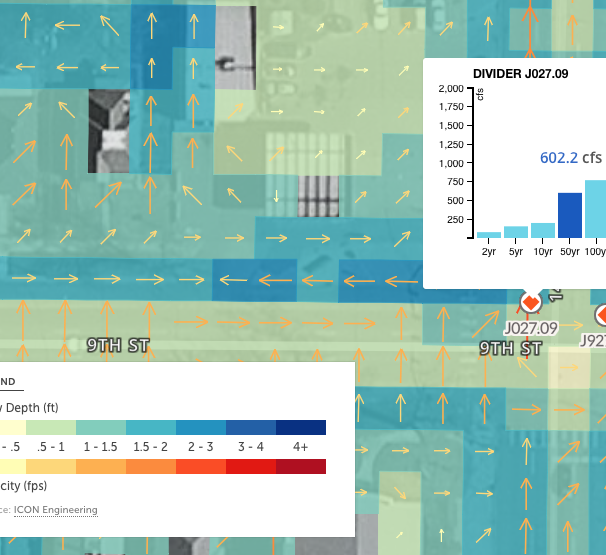 DIVIDER J027.09
cfs
2,000
1,750
1,500
1,250
1,000
750
500
250
602.2 cfs
2yr 5yr 10yr 50yr 100y
14
J027.09
J927
9TH ST
9TH ST
ND
Depth (ft)
- .5 .5 - 1 1 - 1.5 1.5 - 2 2 - 3 3 - 4 4+
city (fps)
ce: ICON Engineering